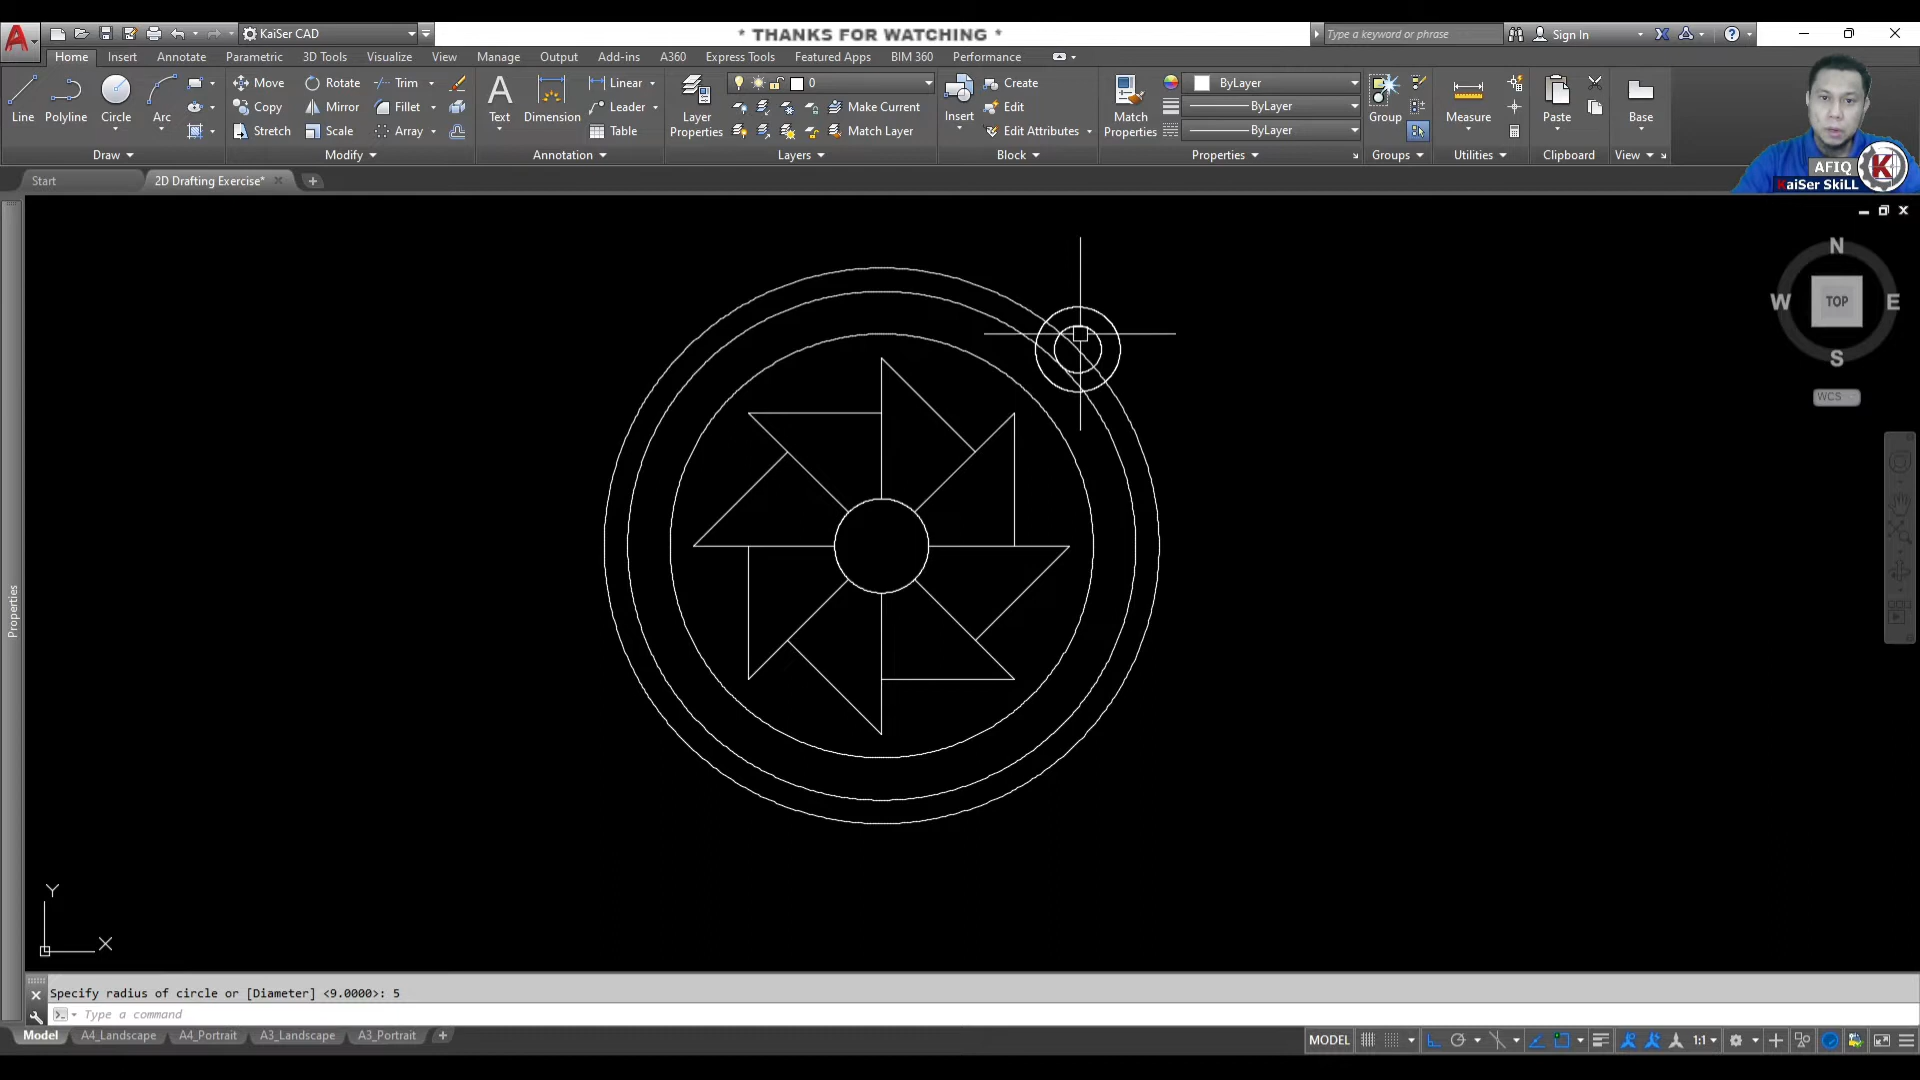 KaiSer CAD
* THANKS FOR WATCHING *
Type a keyword or phrase
Sign In
Home Insert Annotate Parametric 3D Tools Visualize View Manage Output Add-ins A360 Express Tools Featured Apps BIM 360 Performance
Line Polyline Circle Arc
Move Rotate Trim
Copy Mirror Fillet
Stretch Scale Array
Text Dimension
Linear
Leader
Table
Layer Properties
0
Make Current
Match Layer
Insert
Create
Edit
Edit Attributes
Match Properties
ByLayer
ByLayer
ByLayer
Group
Measure
Paste
Base
Draw Modify Annotation Layers Block Properties Groups Utilities Clipboard View
AFIQ
KaiSer SkiLL
K
Start
2D Drafting Exercise*
N
W TOP E
S
WCS
Properties
Y
X
Specify radius of circle or [Diameter] <9.0000>: 5
Type a command
Model A4_Landscape A4_Portrait A3_Landscape A3_Portrait
MODEL
1:1